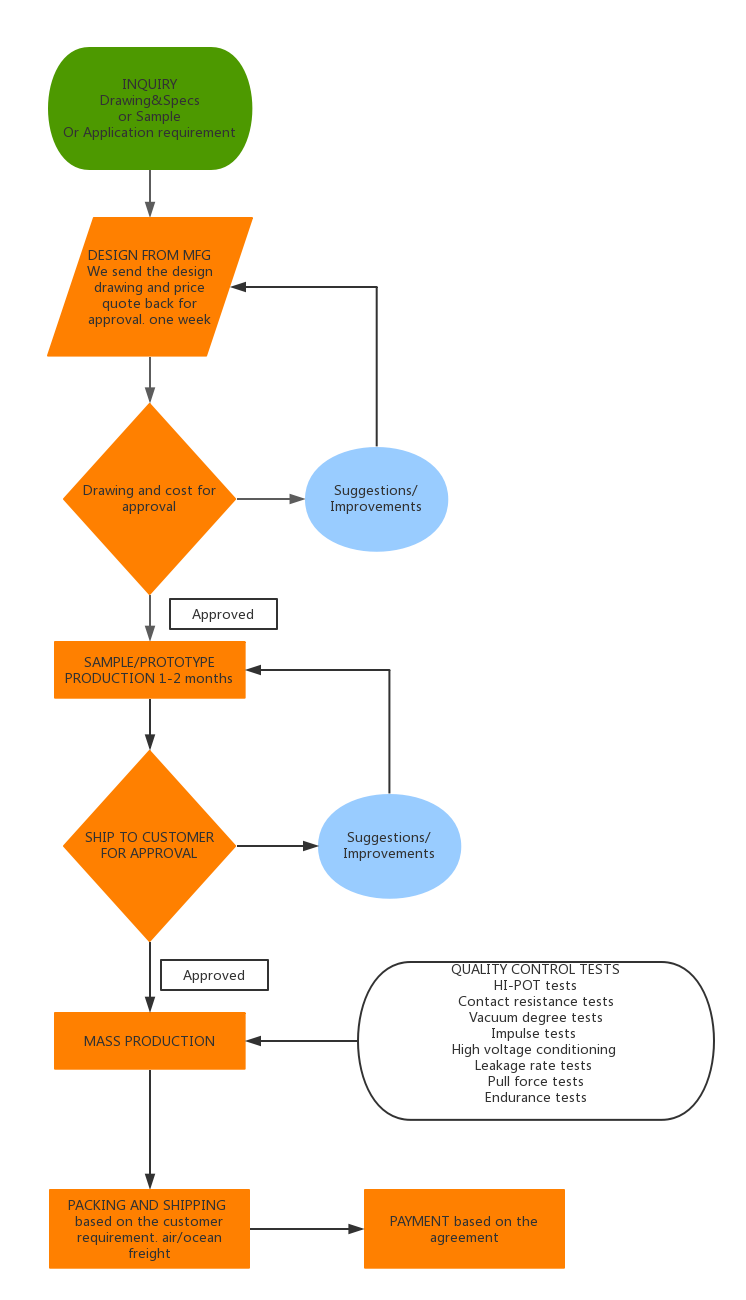 INQUIRY
Drawing&Specs
or Sample
Or Application requirement
DESIGN FROM MFG
We send the design
drawing and price
quote back for
approval. one week
Drawing and cost for
approval
Suggestions/
Improvements
Approved
SAMPLE/PROTOTYPE
PRODUCTION 1-2 months
SHIP TO CUSTOMER
FOR APPROVAL
Suggestions/
Improvements
Approved
QUALITY CONTROL TESTS
HI-POT tests
Contact resistance tests
Vacuum degree tests
Impulse tests
High voltage conditioning
Leakage rate tests
Pull force tests
Endurance tests
MASS PRODUCTION
PACKING AND SHIPPING
based on the customer
requirement. air/ocean
freight
PAYMENT based on the
agreement